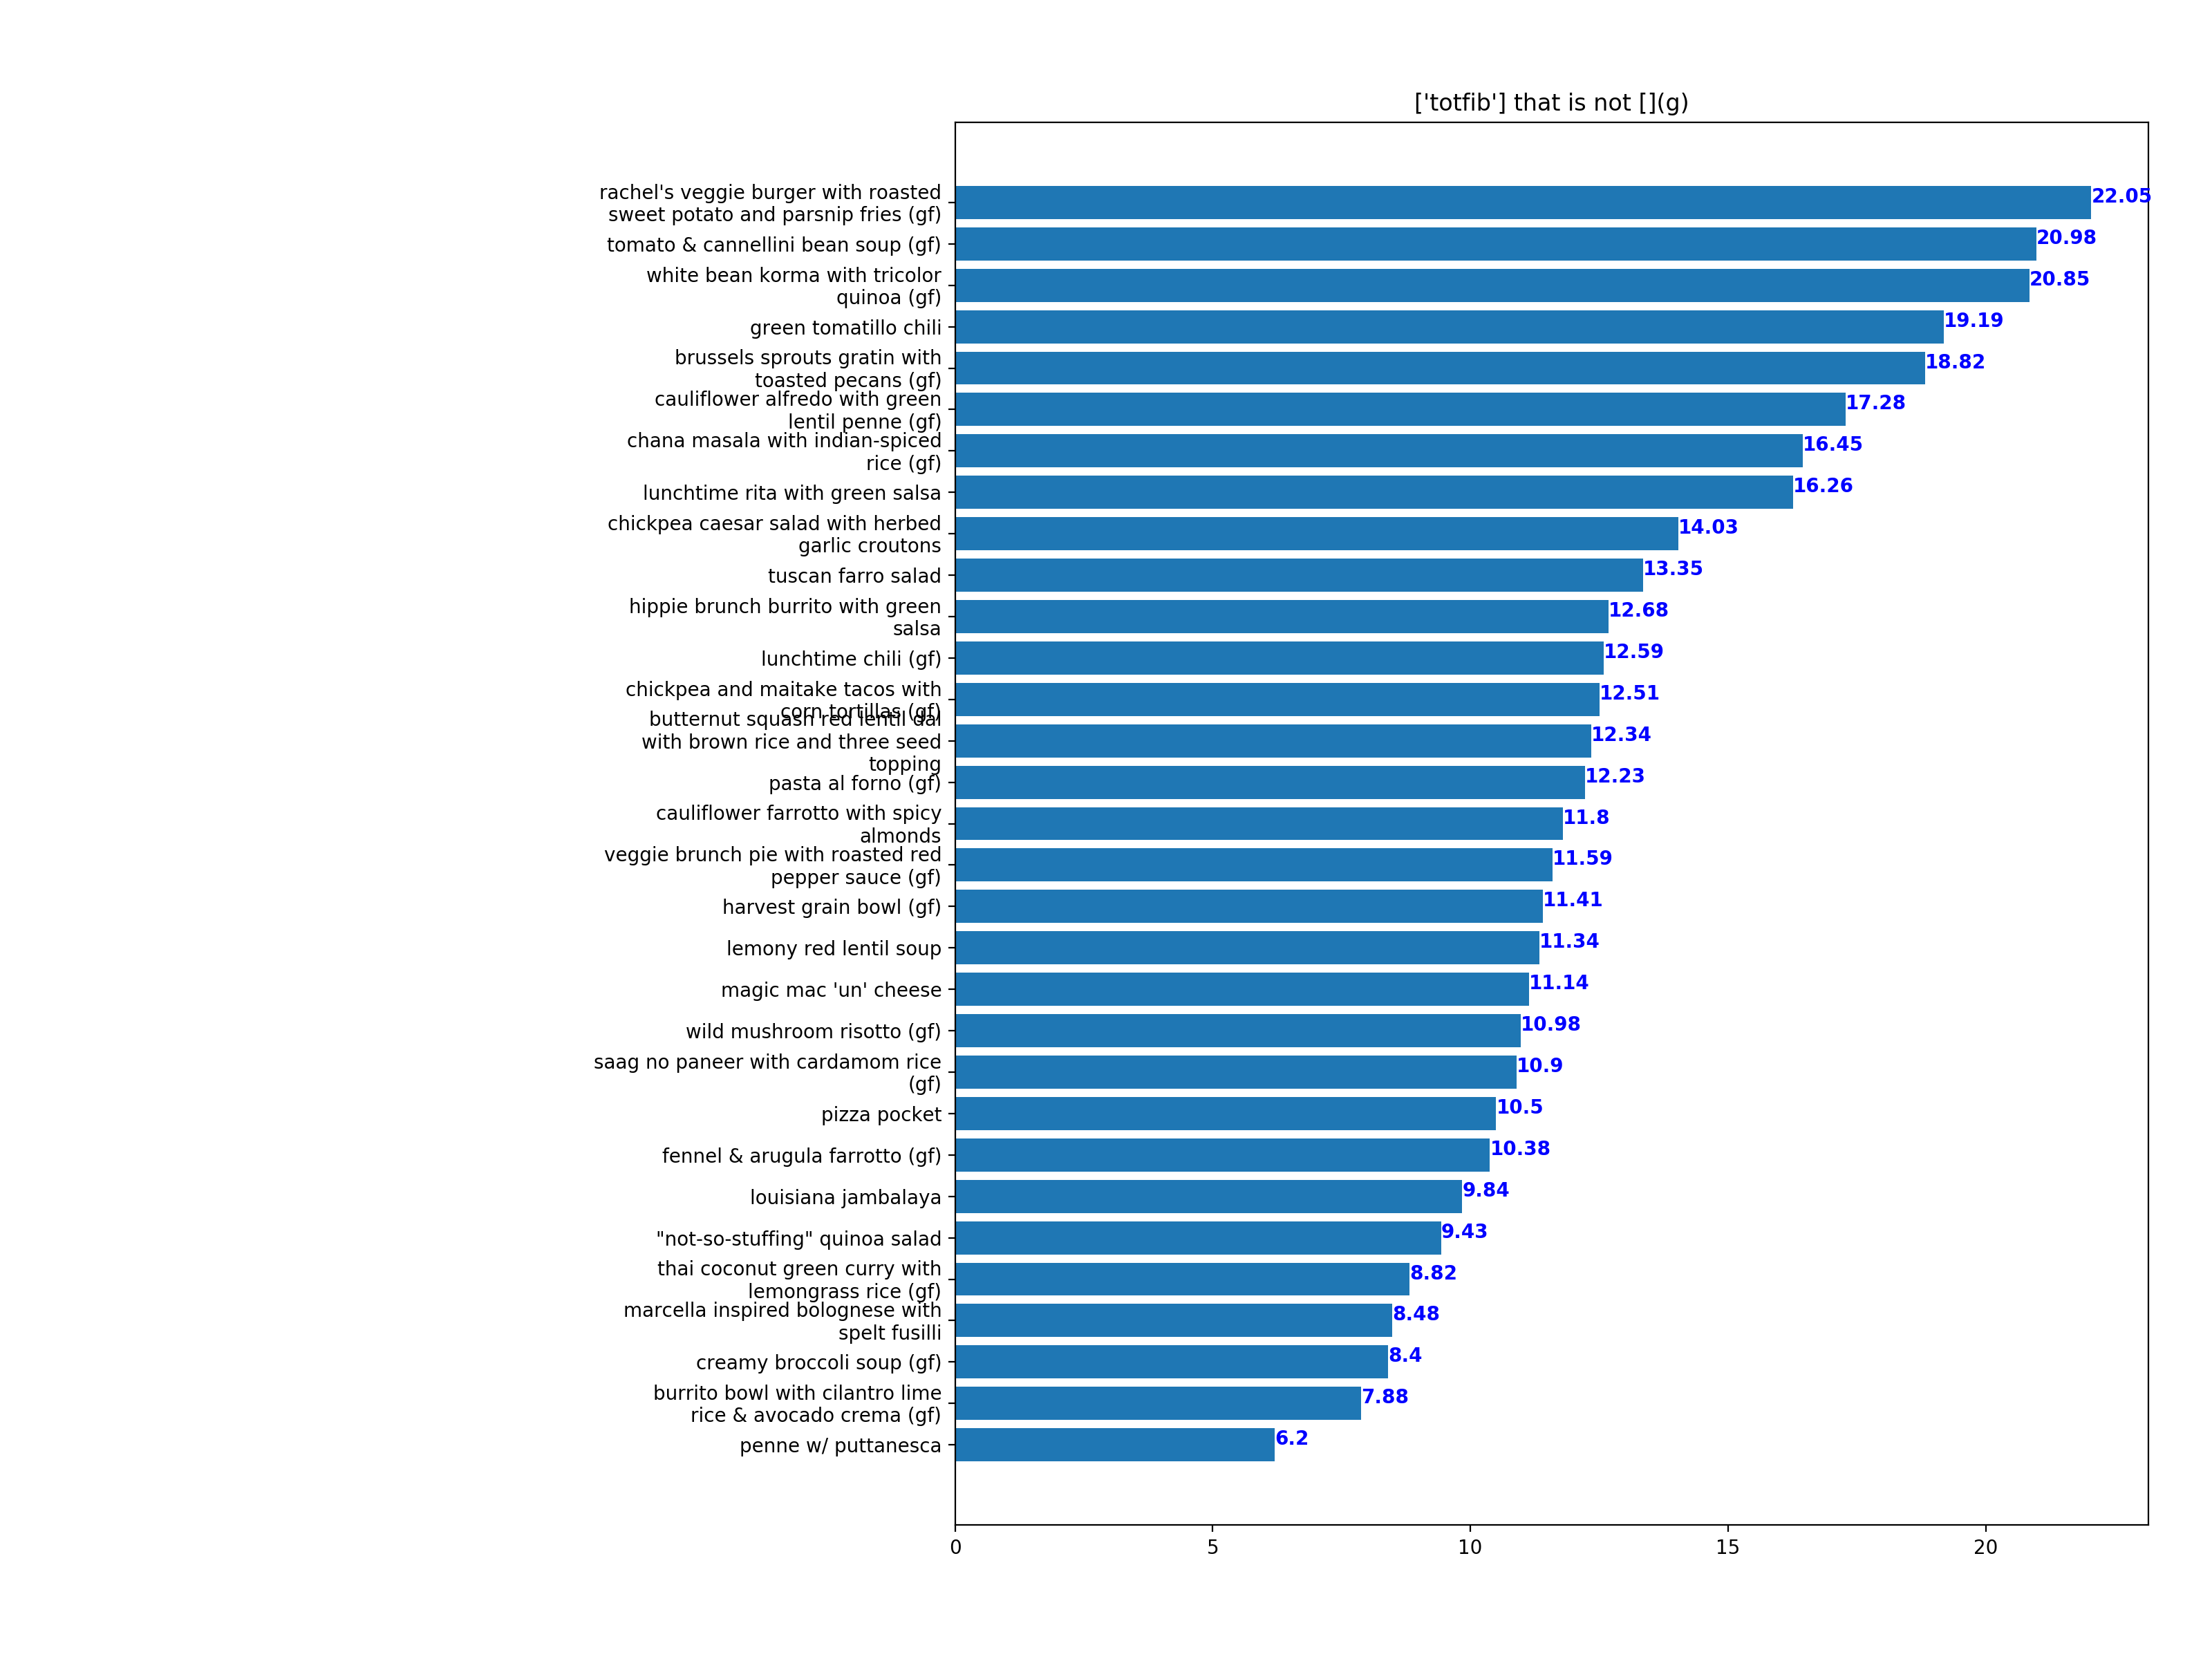 ['totfib'] that is not [](g)
rachel's veggie burger with roasted
sweet potato and parsnip fries (gf)
22.05
tomato & cannellini bean soup (gf)
20.98
white bean korma with tricolor
quinoa (gf)
20.85
green tomatillo chili
19.19
brussels sprouts gratin with
toasted pecans (gf)
18.82
cauliflower alfredo with green
lentil penne (gf)
17.28
chana masala with indian-spiced
rice (gf)
16.45
lunchtime rita with green salsa
16.26
chickpea caesar salad with herbed
garlic croutons
14.03
tuscan farro salad
13.35
hippie brunch burrito with green
salsa
12.68
lunchtime chili (gf)
12.59
chickpea and maitake tacos with
corn tortillas (gf)
12.51
butternut squash red lentil dal
with brown rice and three seed
topping
12.34
pasta al forno (gf)
12.23
cauliflower farrotto with spicy
almonds
11.8
veggie brunch pie with roasted red
pepper sauce (gf)
11.59
harvest grain bowl (gf)
11.41
lemony red lentil soup
11.34
magic mac 'un' cheese
11.14
wild mushroom risotto (gf)
10.98
saag no paneer with cardamom rice
(gf)
10.9
pizza pocket
10.5
fennel & arugula farrotto (gf)
10.38
louisiana jambalaya
9.84
"not-so-stuffing" quinoa salad
9.43
thai coconut green curry with
lemongrass rice (gf)
8.82
marcella inspired bolognese with
spelt fusilli
8.48
creamy broccoli soup (gf)
8.4
burrito bowl with cilantro lime
rice & avocado crema (gf)
7.88
penne w/ puttanesca
6.2
0 5 10 15 20